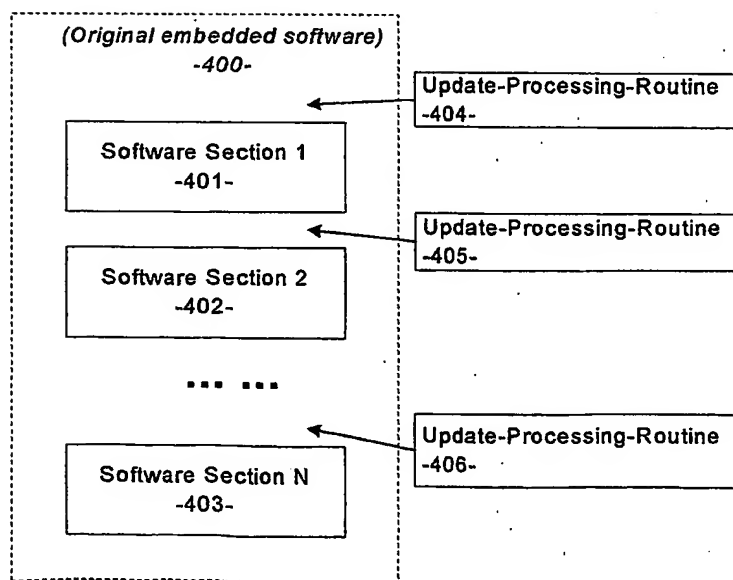 (Original embedded software)
-400-
Update-Processing-Routine
-404-
Software Section 1
-401-
Update-Processing-Routine
-405-
Software Section 2
-402-
... ...
Update-Processing-Routine
-406-
Software Section N
-403-